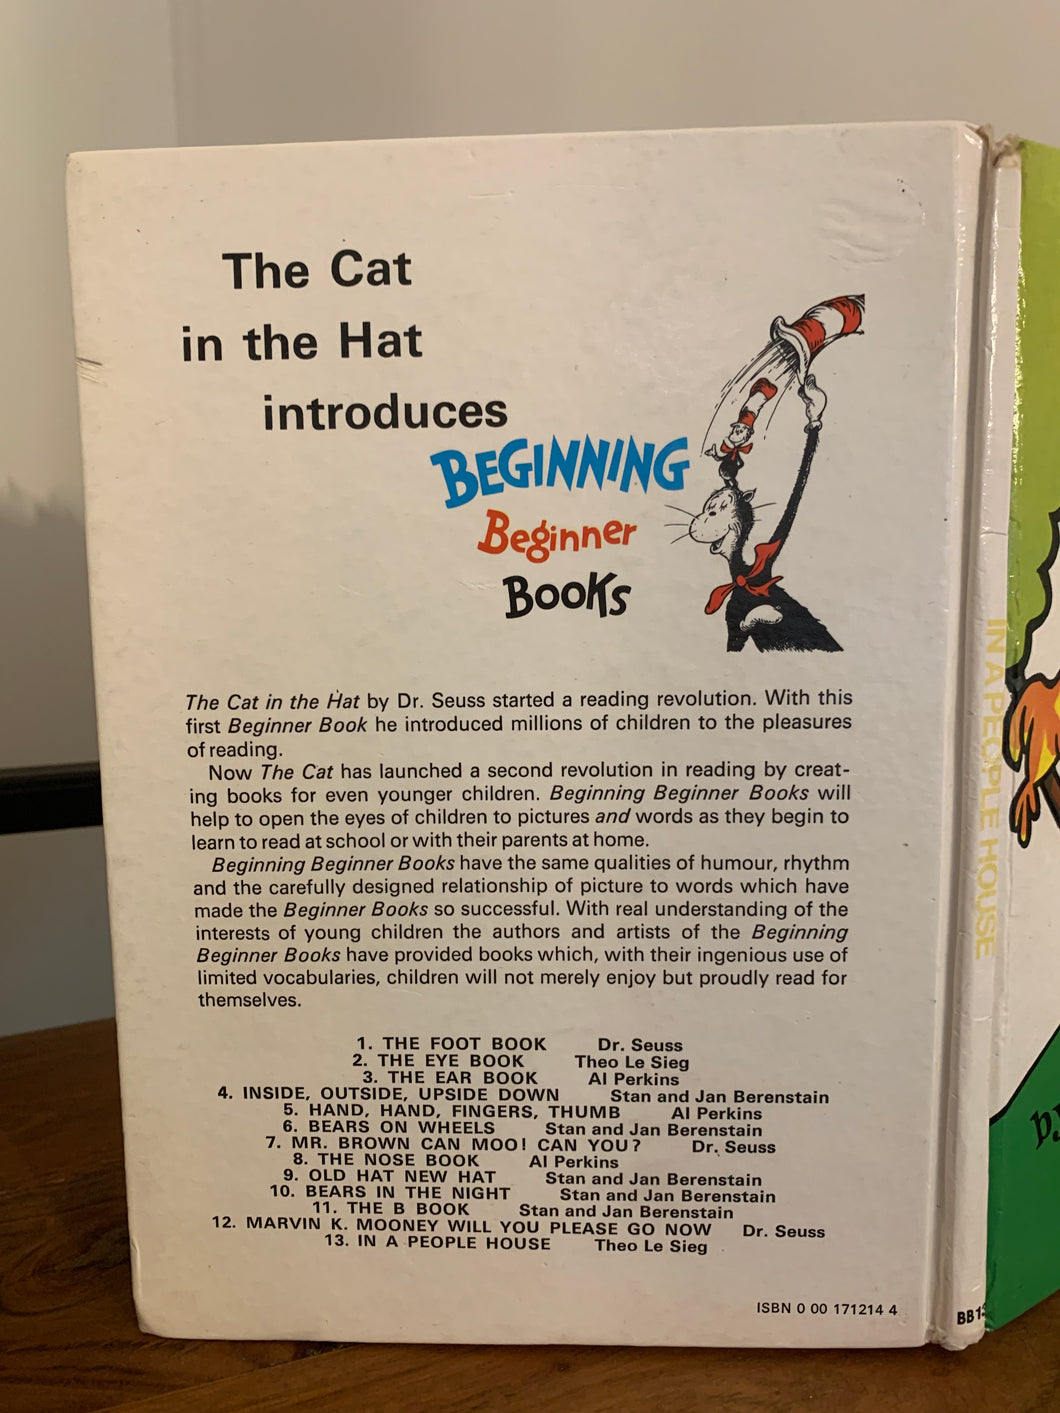 The Cat
in the Hat
introduces
BEGINNING
Beginner
BOOKS
The Cat in the Hat by Dr. Seuss started a reading revolution. With this
first Beginner Book he introduced millions of children to the pleasures
of reading.
Now The Cat has launched a second revolution in reading by creat-
ing books for even younger children. Beginning Beginner Books will
help to open the eyes of children to pictures and words as they begin to
learn to read at school or with their parents at home.
Beginning Beginner Books have the same qualities of humour, rhythm
and the carefully designed relationship of picture to words which have
made the Beginner Books so successful. With real understanding of the
interests of young children the authors and artists of the Beginning
Beginner Books have provided books which, with their ingenious use of
limited vocabularies, children will not merely enjoy but proudly read for
themselves.
1. THE FOOT BOOK Dr. Seuss
2. THE EYE BOOK Theo Le Sieg
3. THE EAR BOOK Al Perkins
4. INSIDE, OUTSIDE, UPSIDE DOWN Stan and Jan Berenstain
5. HAND, HAND, FINGERS, THUMB Al Perkins
6. BEARS ON WHEELS Stan and Jan Berenstain
7. MR. BROWN CAN MOO! CAN YOU? Dr. Seuss
8. THE NOSE BOOK Al Perkins
9. OLD HAT NEW HAT Stan and Jan Berenstain
10. BEARS IN THE NIGHT Stan and Jan Berenstain
11. THE B BOOK Stan and Jan Berenstain
12. MARVIN K. MOONEY WILL YOU PLEASE GO NOW Dr. Seuss
13. IN A PEOPLE HOUSE Theo Le Sieg
ISBN 0 00 171214 4
IN A PEOPLE HOUSE